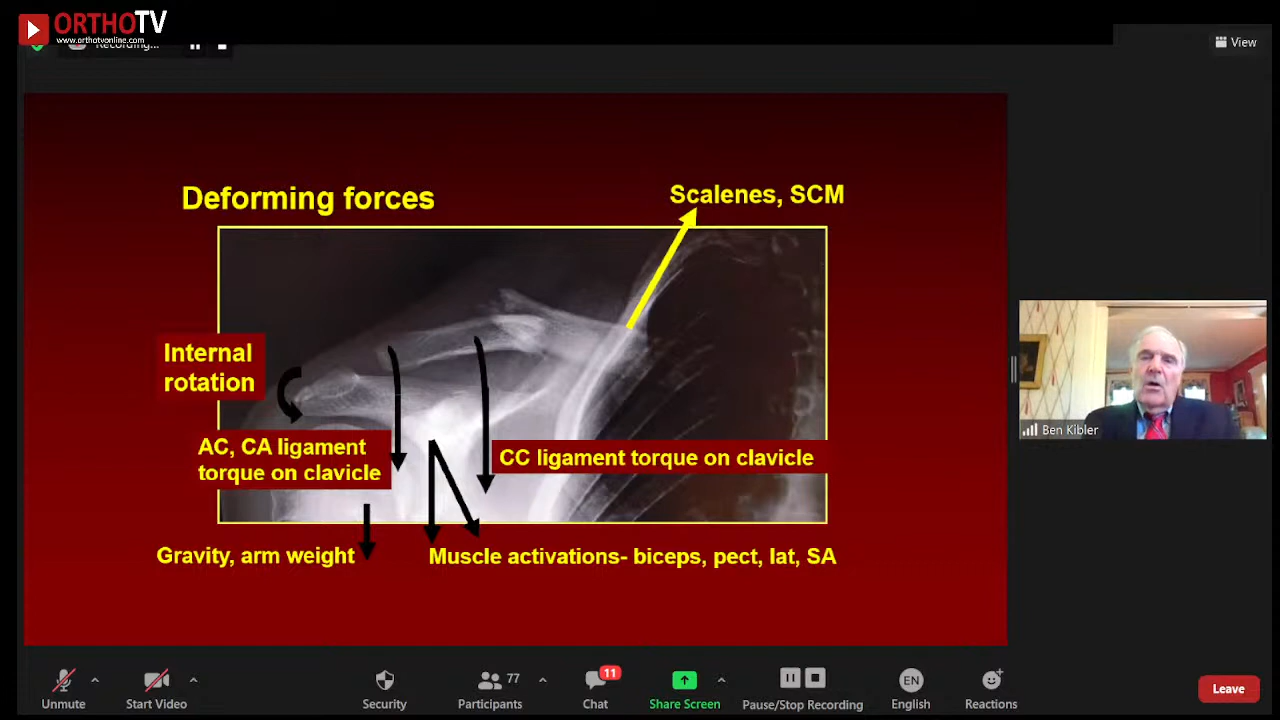 ORTHOTV
www.orthotvonline.com
Recording...
View
Deforming forces
Scalenes, SCM
Internal
rotation
AC, CA ligament
torque on clavicle
CC ligament torque on clavicle
Gravity, arm weight
Muscle activations- biceps, pect, lat, SA
Ben Kibler
Unmute
Start Video
Security
Participants
77
Chat
11
Share Screen
Pause/Stop Recording
EN
English
Reactions
Leave